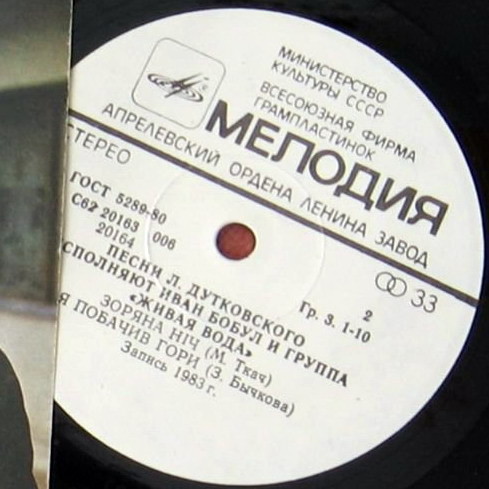 МИНИСТЕРСТВО
КУЛЬТУРЫ СССР
ВСЕСОЮЗНАЯ ФИРМА
ГРАМПЛАСТИНОК
МЕЛОДИЯ
АПРЕЛЕВСКИЙ ОРДЕНА ЛЕНИНА ЗАВОД
СТЕРЕО
33
ГОСТ 5289-80
С62 20163 006
20164
2
Гр. 3. 1-10
ПЕСНИ Л. ДУТКОВСКОГО
СПОЛНЯЮТ ИВАН БОБУЛ И ГРУППА
«ЖИВАЯ ВОДА»
ЗОРЯНА НІЧ (М. Ткач)
Я ПОБАЧИВ ГОРИ (З. Бычкова)
Запись 1983 г.